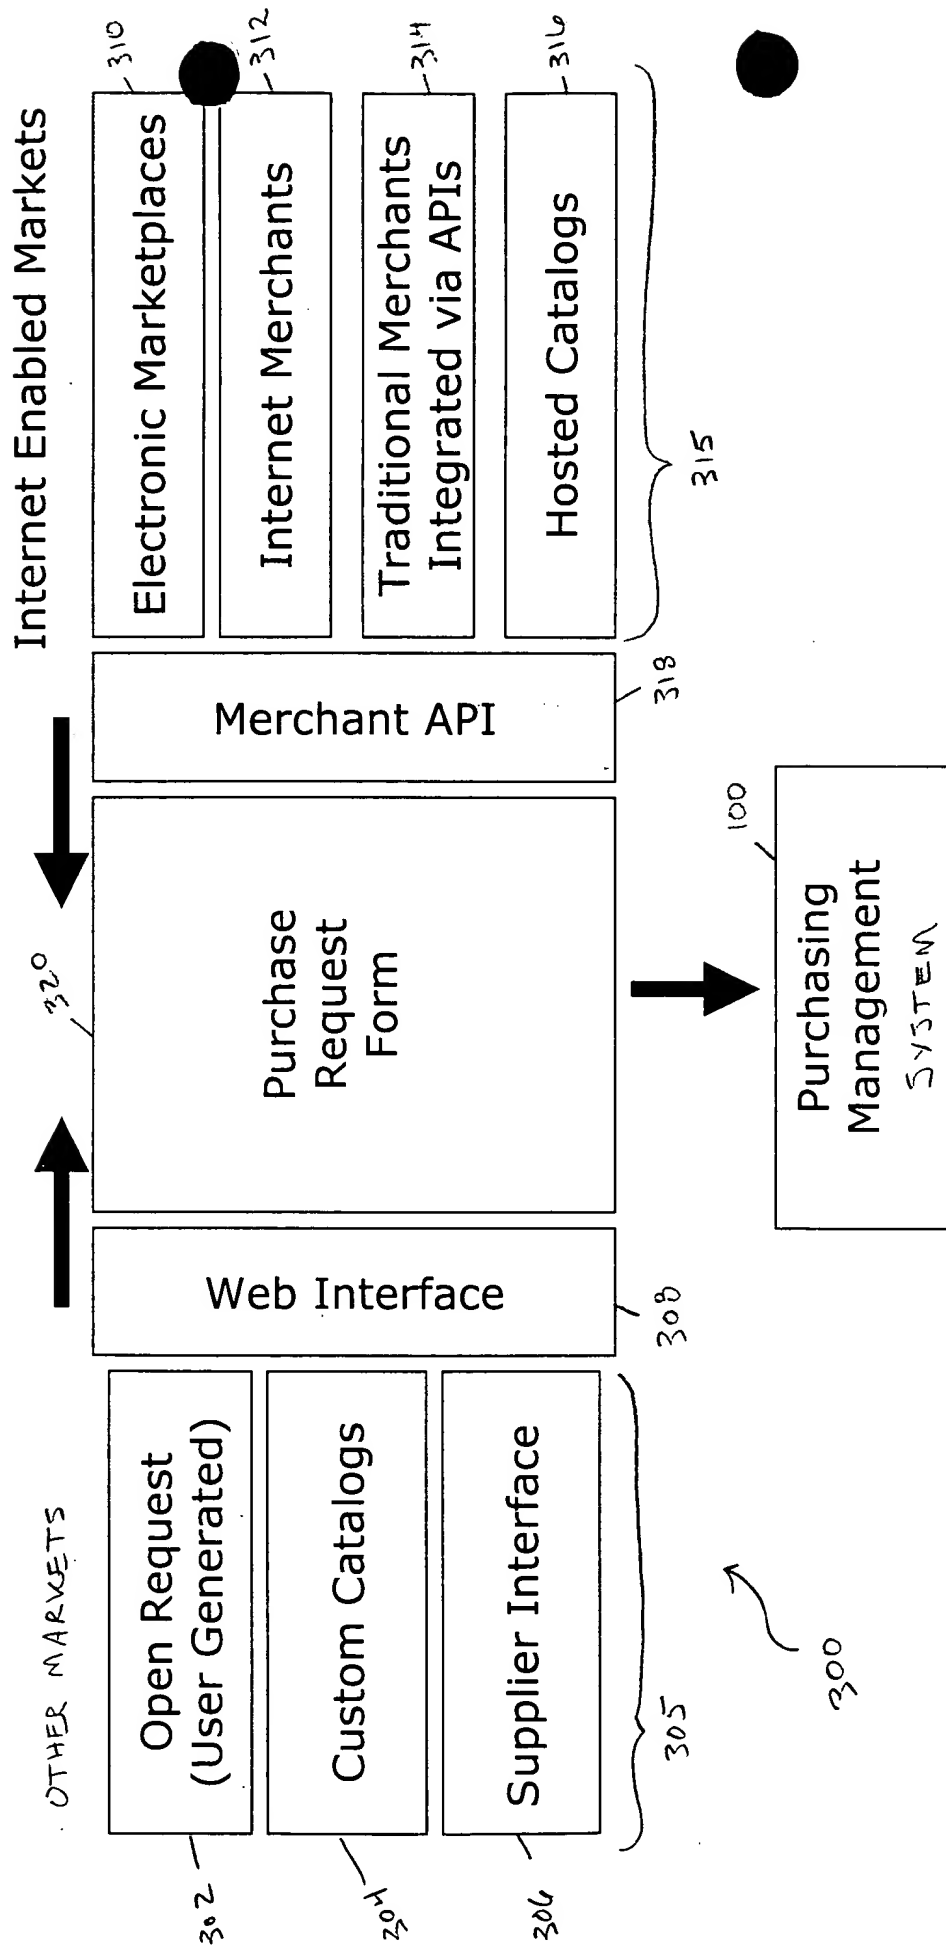 OTHER MARKETS
Internet Enabled Markets
320
302
Open Request
(User Generated)
304
Custom Catalogs
306
Supplier Interface
305
Web Interface
308
Purchase
Request
Form
Merchant API
318
Electronic Marketplaces
310
Internet Merchants
312
Traditional Merchants
Integrated via APIs
314
Hosted Catalogs
316
315
300
100
Purchasing
Management
SYSTEM